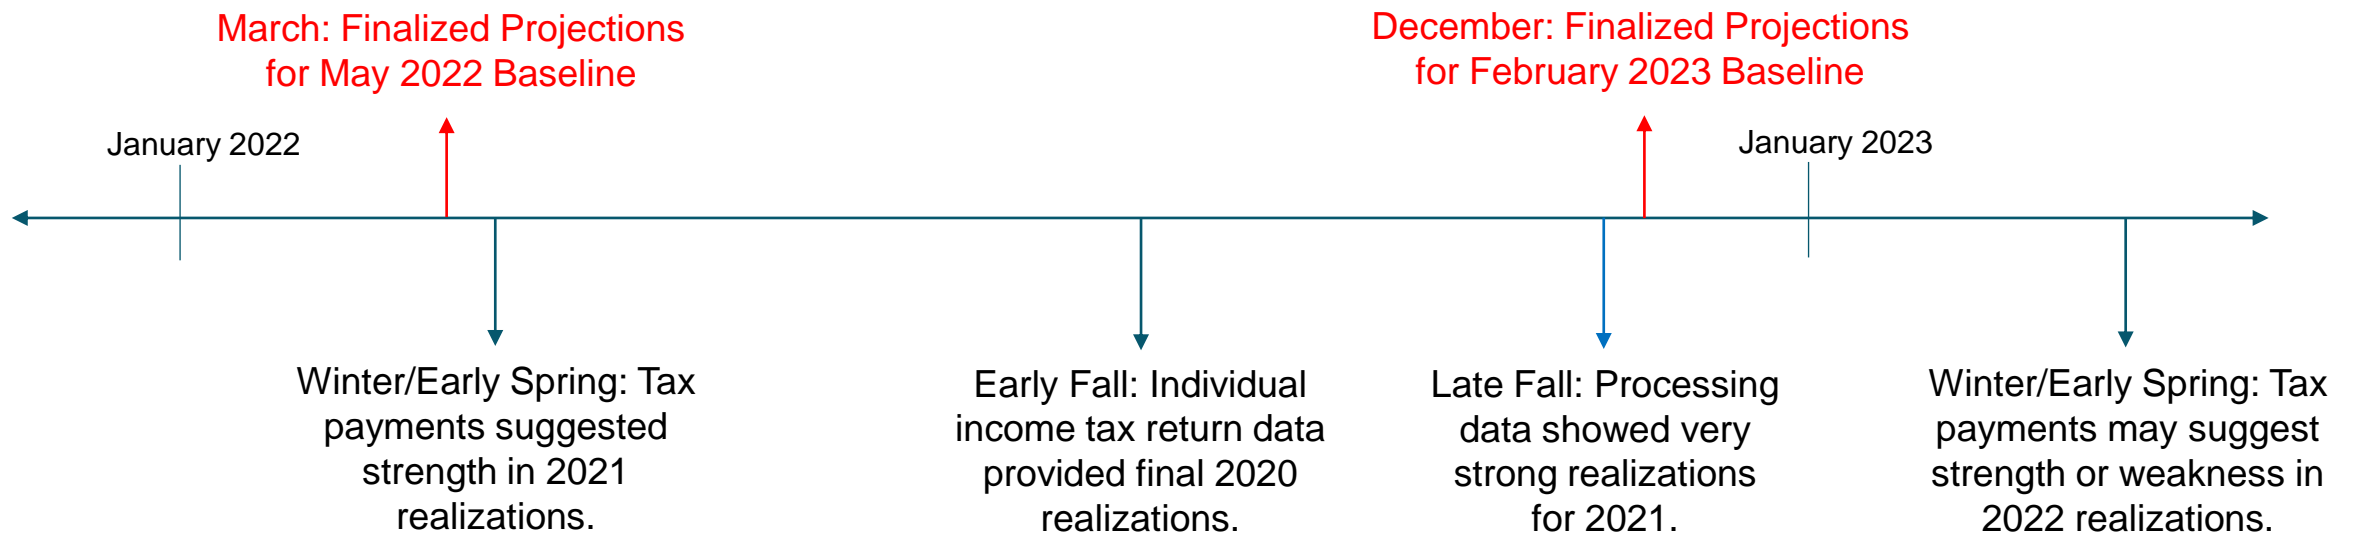 March: Finalized Projections
for May 2022 Baseline
December: Finalized Projections
for February 2023 Baseline
January 2022
January 2023
Winter/Early Spring: Tax
payments suggested
strength in 2021
realizations.
Early Fall: Individual
income tax return data
provided final 2020
realizations.
Late Fall: Processing
data showed very
strong realizations
for 2021.
Winter/Early Spring: Tax
payments may suggest
strength or weakness in
2022 realizations.